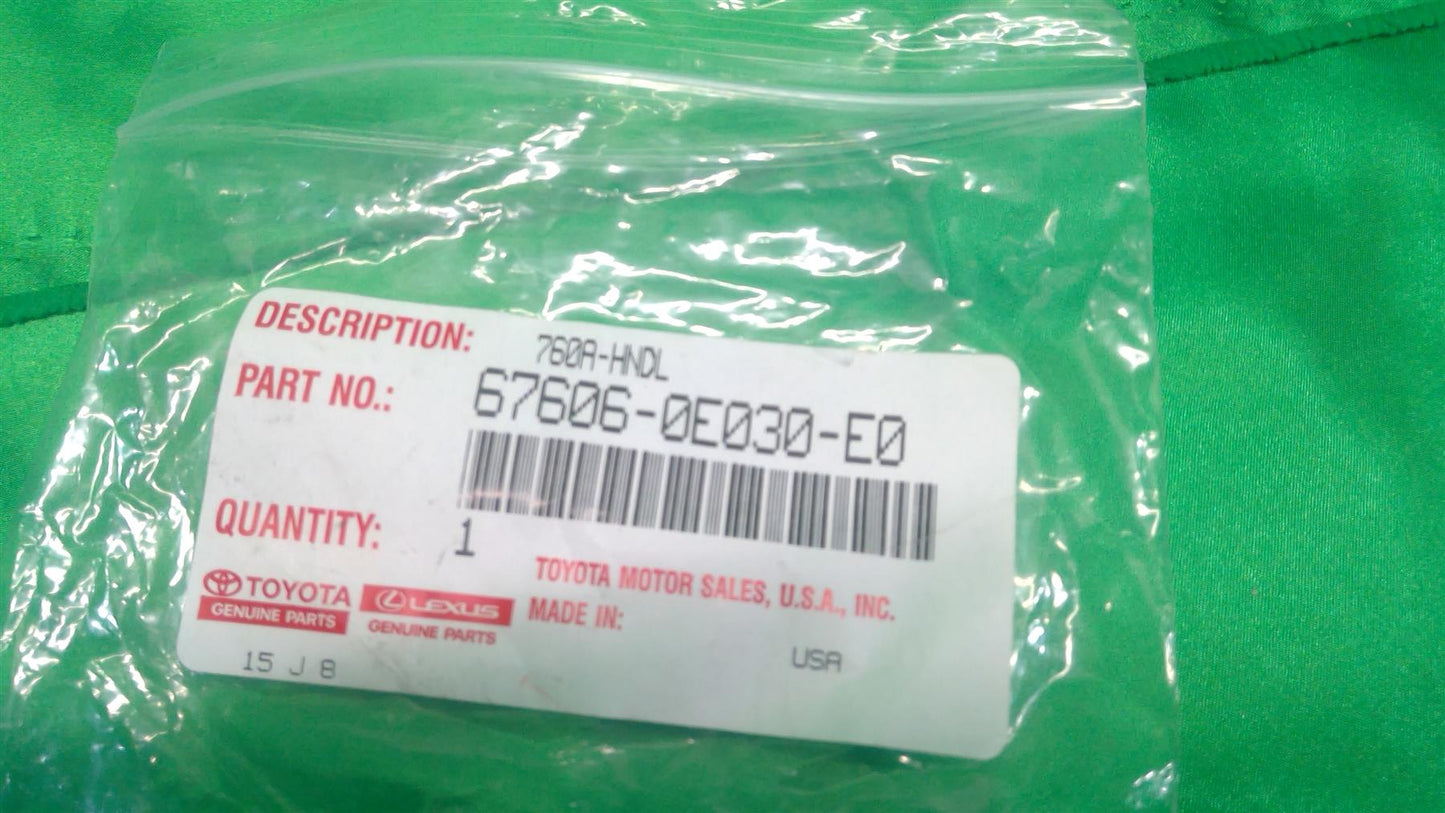 DESCRIPTION: 760A-HNDL
PART NO.: 67606-0E030-E0
QUANTITY: 1
TOYOTA MOTOR SALES, U.S.A., INC.
TOYOTA
GENUINE PARTS
LEXUS
GENUINE PARTS
MADE IN: USA
15 J 8